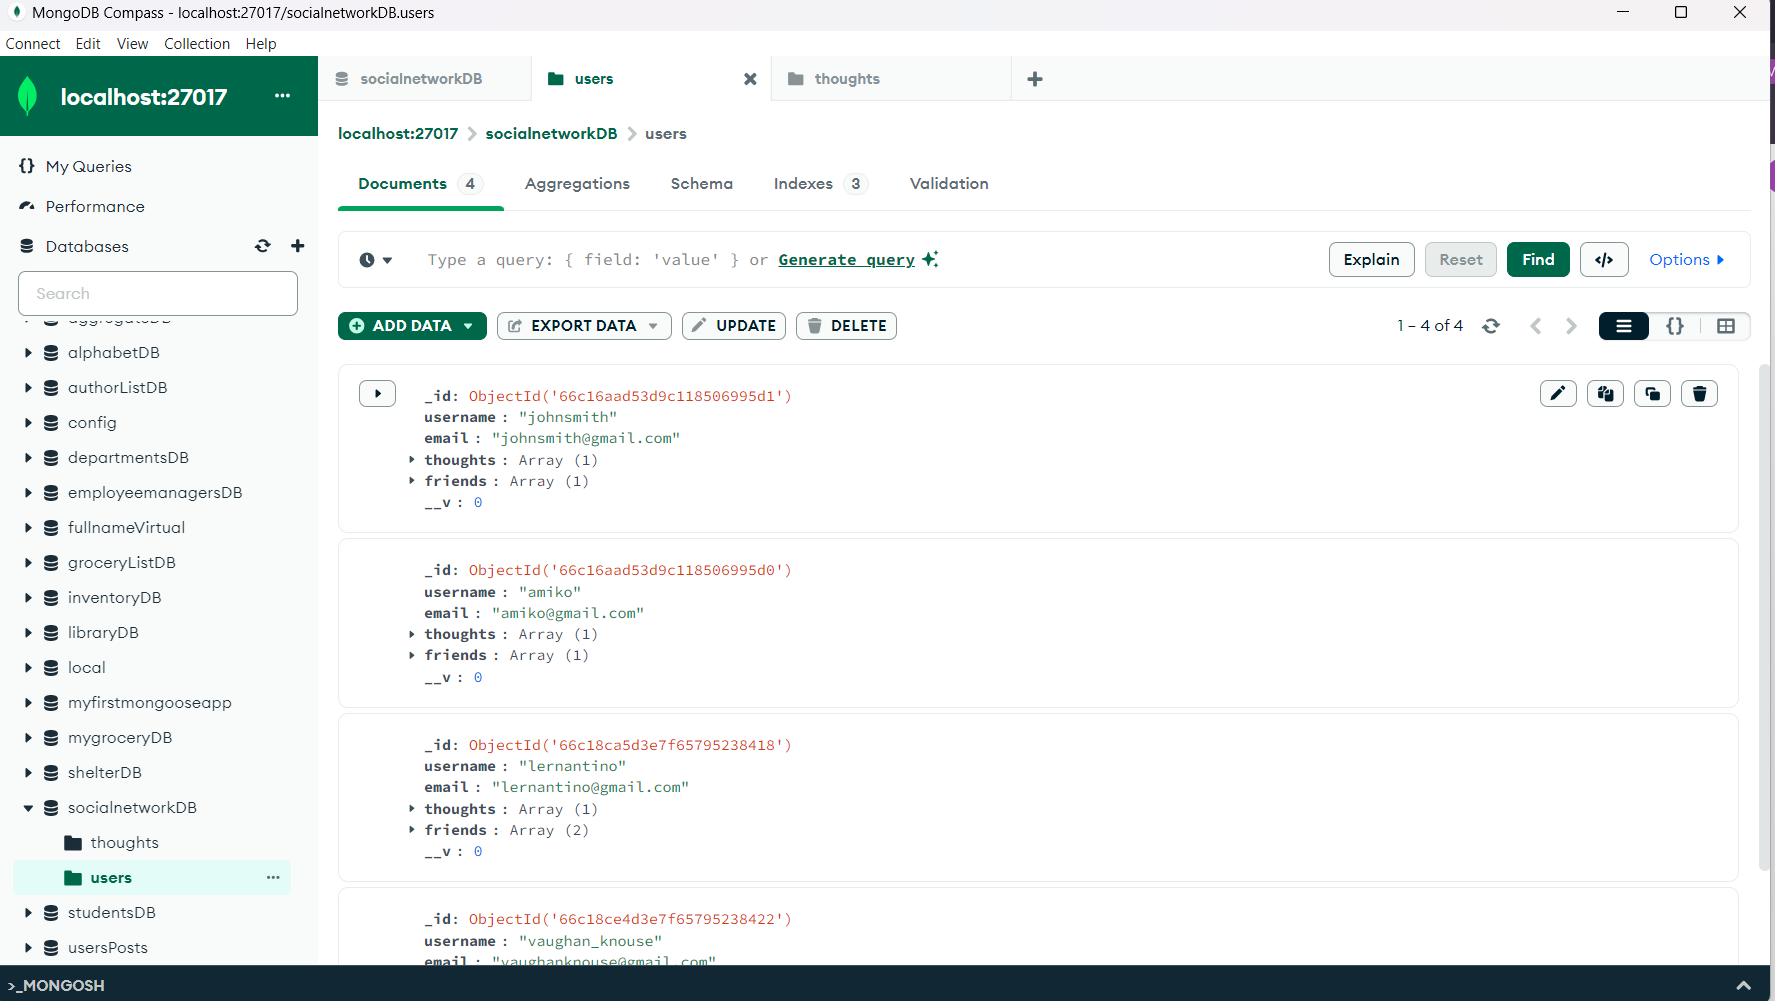 MongoDB Compass - localhost:27017/socialnetworkDB.users
Connect Edit View Collection Help
localhost:27017 ...
My Queries
Performance
Databases
Search
aggregateDB
alphabetDB
authorListDB
config
departmentsDB
employeemanagersDB
fullnameVirtual
groceryListDB
inventoryDB
libraryDB
local
myfirstmongooseapp
mygroceryDB
shelterDB
socialnetworkDB
thoughts
users ...
studentsDB
usersPosts
socialnetworkDB users thoughts
localhost:27017 > socialnetworkDB > users
Documents 4 Aggregations Schema Indexes 3 Validation
Type a query: { field: 'value' } or Generate query
Explain Reset Find </> Options
ADD DATA EXPORT DATA UPDATE DELETE
1 – 4 of 4 {}
_id: ObjectId('66c16aad53d9c118506995d1')
username : "johnsmith"
email : "johnsmith@gmail.com"
thoughts : Array (1)
friends : Array (1)
__v : 0
_id: ObjectId('66c16aad53d9c118506995d0')
username : "amiko"
email : "amiko@gmail.com"
thoughts : Array (1)
friends : Array (1)
__v : 0
_id: ObjectId('66c18ca5d3e7f65795238418')
username : "lernantino"
email : "lernantino@gmail.com"
thoughts : Array (1)
friends : Array (2)
__v : 0
_id: ObjectId('66c18ce4d3e7f65795238422')
username : "vaughan_knouse"
email : "vaughanknouse@gmail.com"
>_MONGOSH